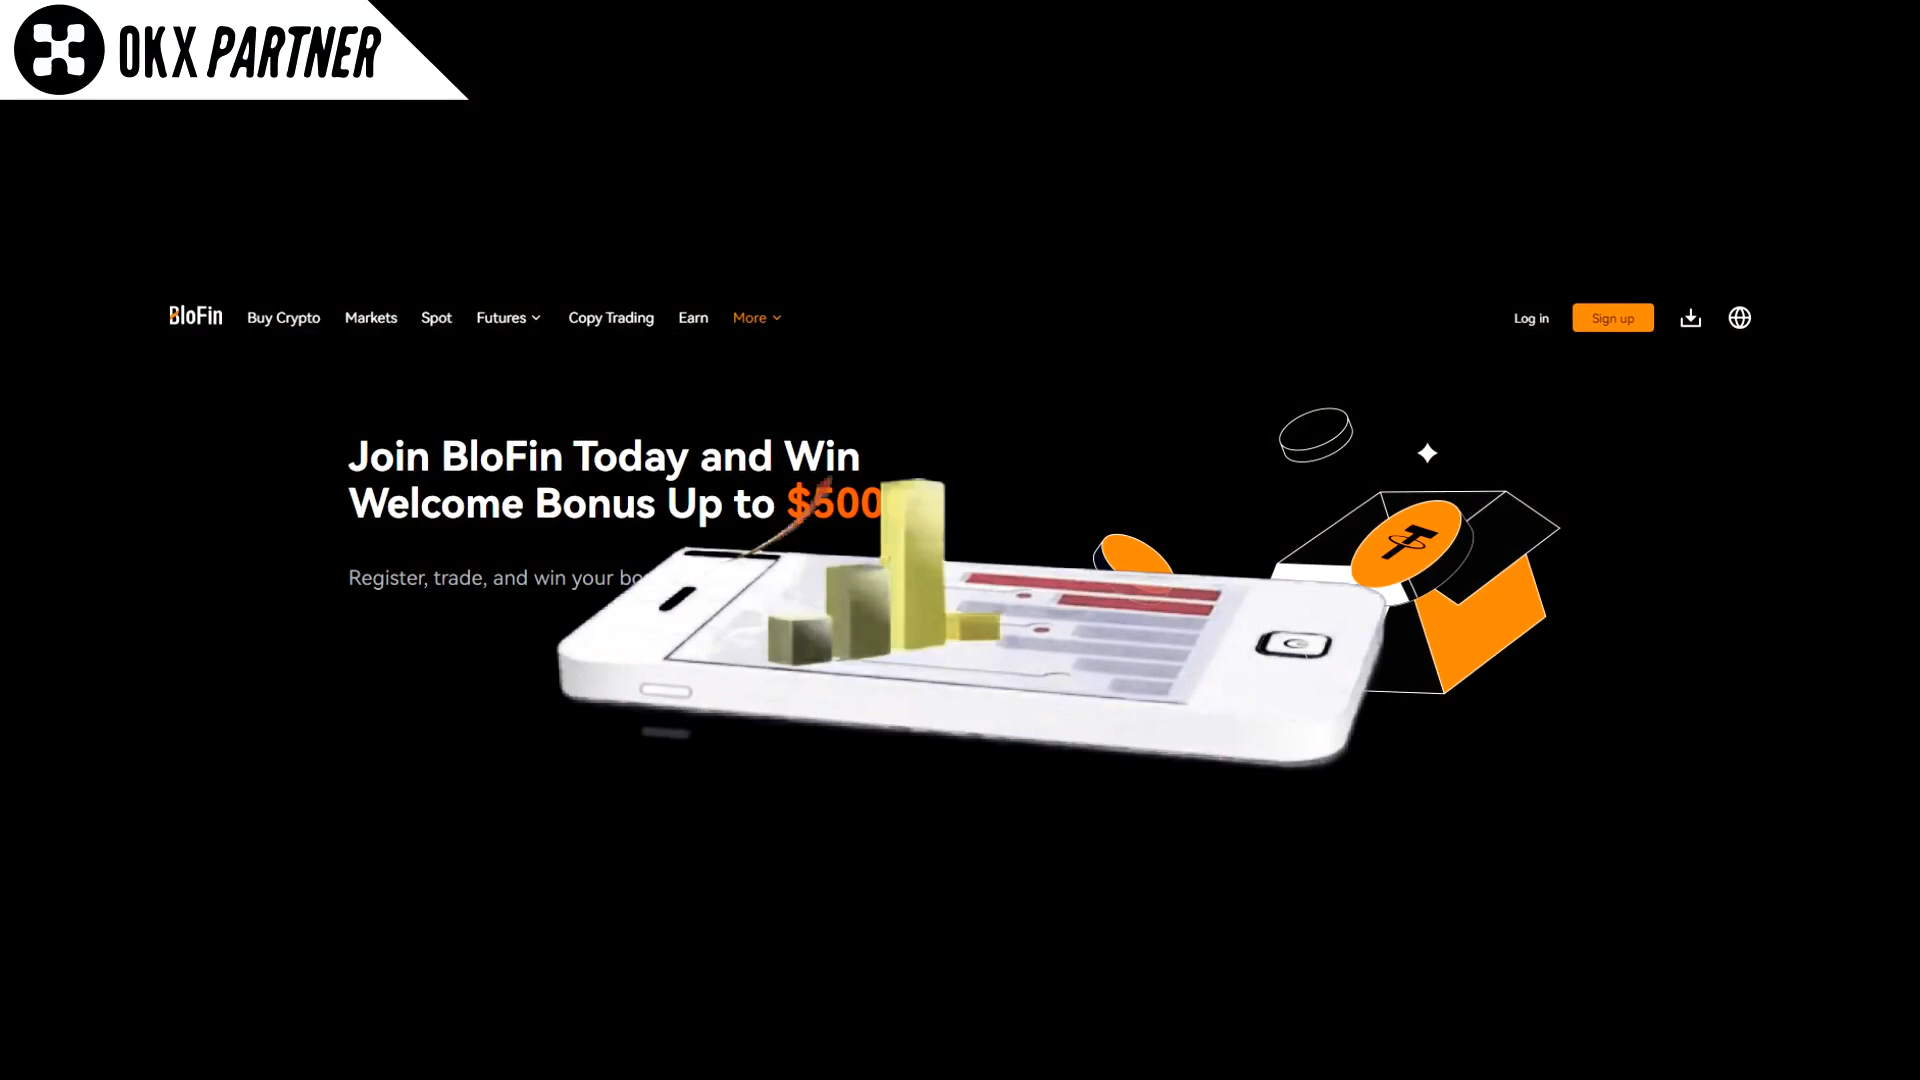 OKX PARTNER
BloFin Buy Crypto Markets Spot Futures Copy Trading Earn More Log in Sign up
Join BloFin Today and Win
Welcome Bonus Up to $500
Register, trade, and win your